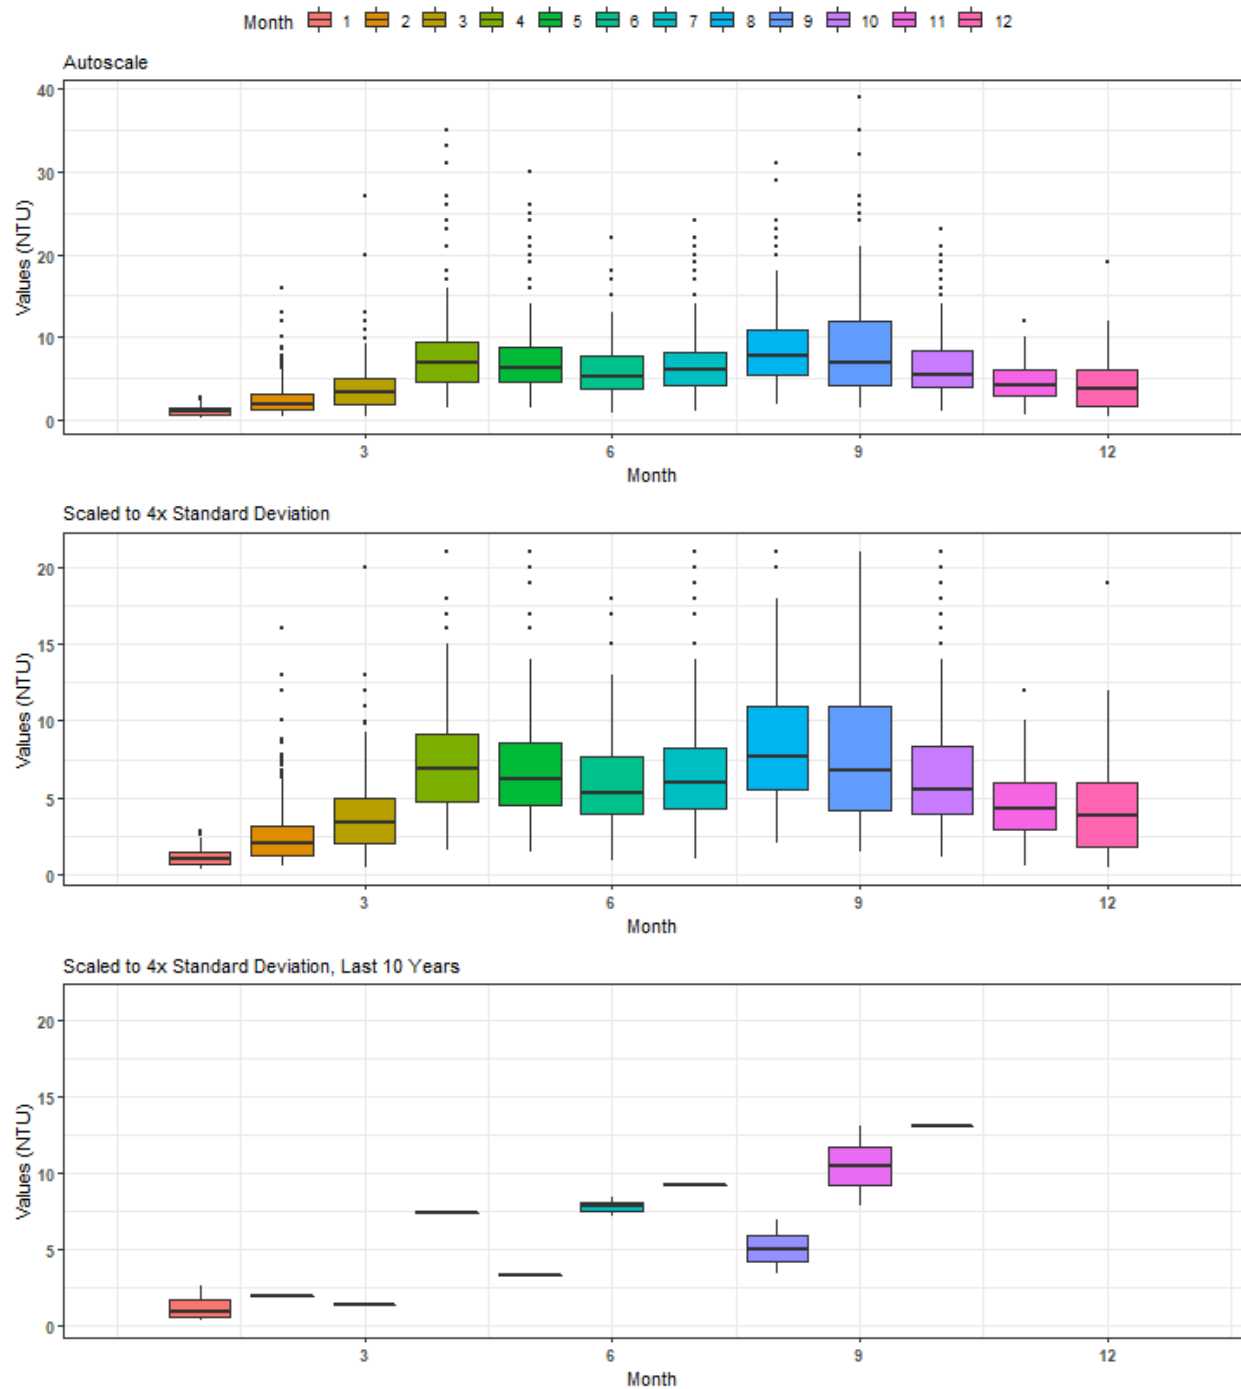 Month 1 2 3 4 5 6 7 8 9 10 11 12
Autoscale
Values (NTU)
40
30
20
10
0
3 6 9 12
Month
Scaled to 4x Standard Deviation
Values (NTU)
20
15
10
5
0
3 6 9 12
Month
Scaled to 4x Standard Deviation, Last 10 Years
Values (NTU)
20
15
10
5
0
3 6 9 12
Month